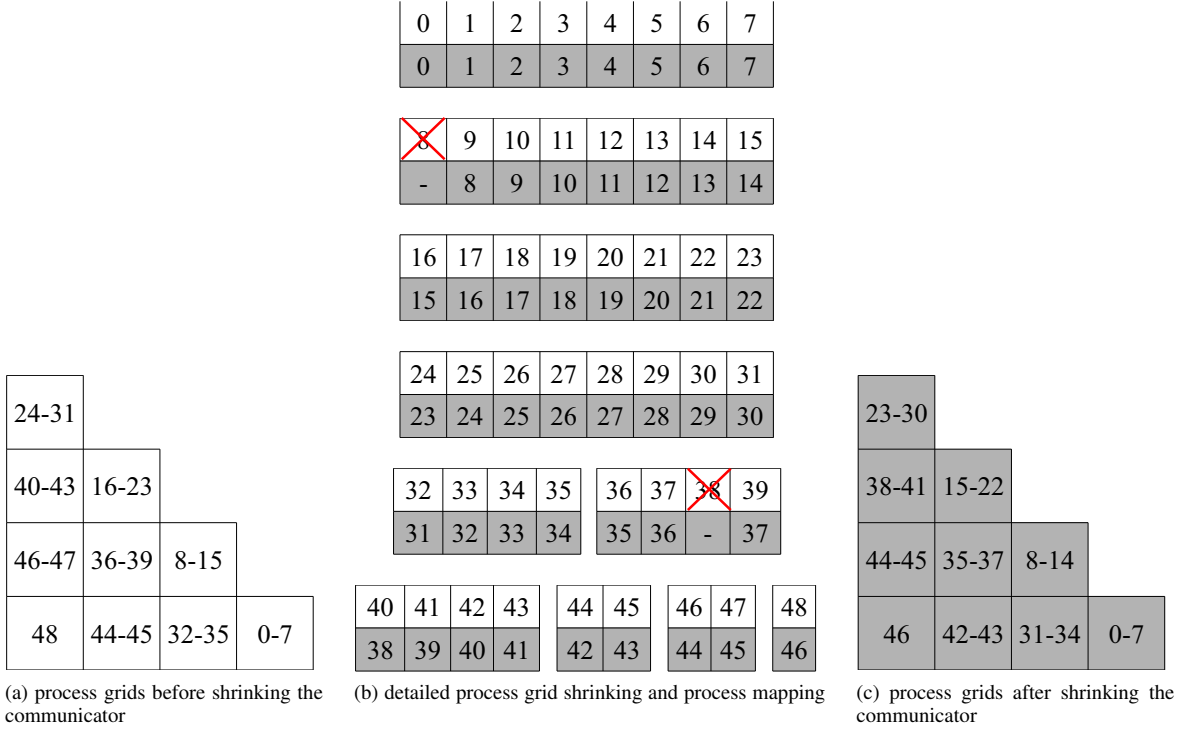 0 1 2 3 4 5 6 7
0 1 2 3 4 5 6 7
8 9 10 11 12 13 14 15
- 8 9 10 11 12 13 14
16 17 18 19 20 21 22 23
15 16 17 18 19 20 21 22
24 25 26 27 28 29 30 31
23 24 25 26 27 28 29 30
32 33 34 35 36 37 38 39
31 32 33 34 35 36 - 37
40 41 42 43 44 45 46 47 48
38 39 40 41 42 43 44 45 46
24-31
40-43 16-23
46-47 36-39 8-15
48 44-45 32-35 0-7
23-30
38-41 15-22
44-45 35-37 8-14
46 42-43 31-34 0-7
(a) process grids before shrinking the
communicator
(b) detailed process grid shrinking and process mapping
(c) process grids after shrinking the
communicator